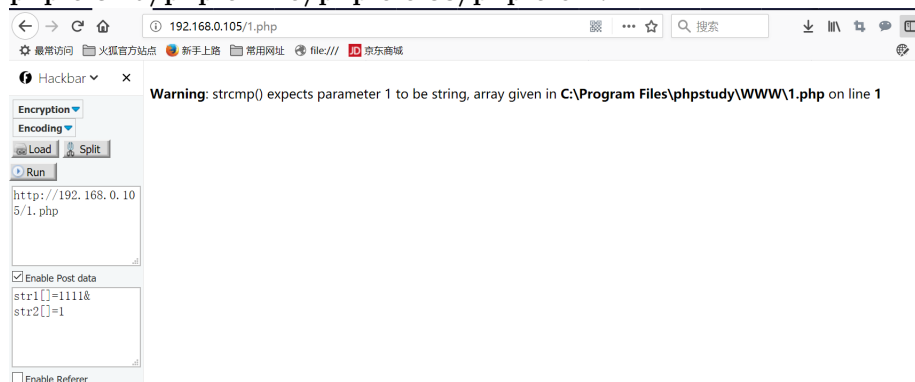 192.168.0.105/1.php
搜索
最常访问 火狐官方站点 新手上路 常用网址 file:/// JD 京东商城
Hackbar
Warning: strcmp() expects parameter 1 to be string, array given in C:\Program Files\phpstudy\WWW\1.php on line 1
Encryption
Encoding
Load Split
Run
http://192.168.0.10
5/1.php
Enable Post data
str1[]=1111&
str2[]=1
Enable Referer